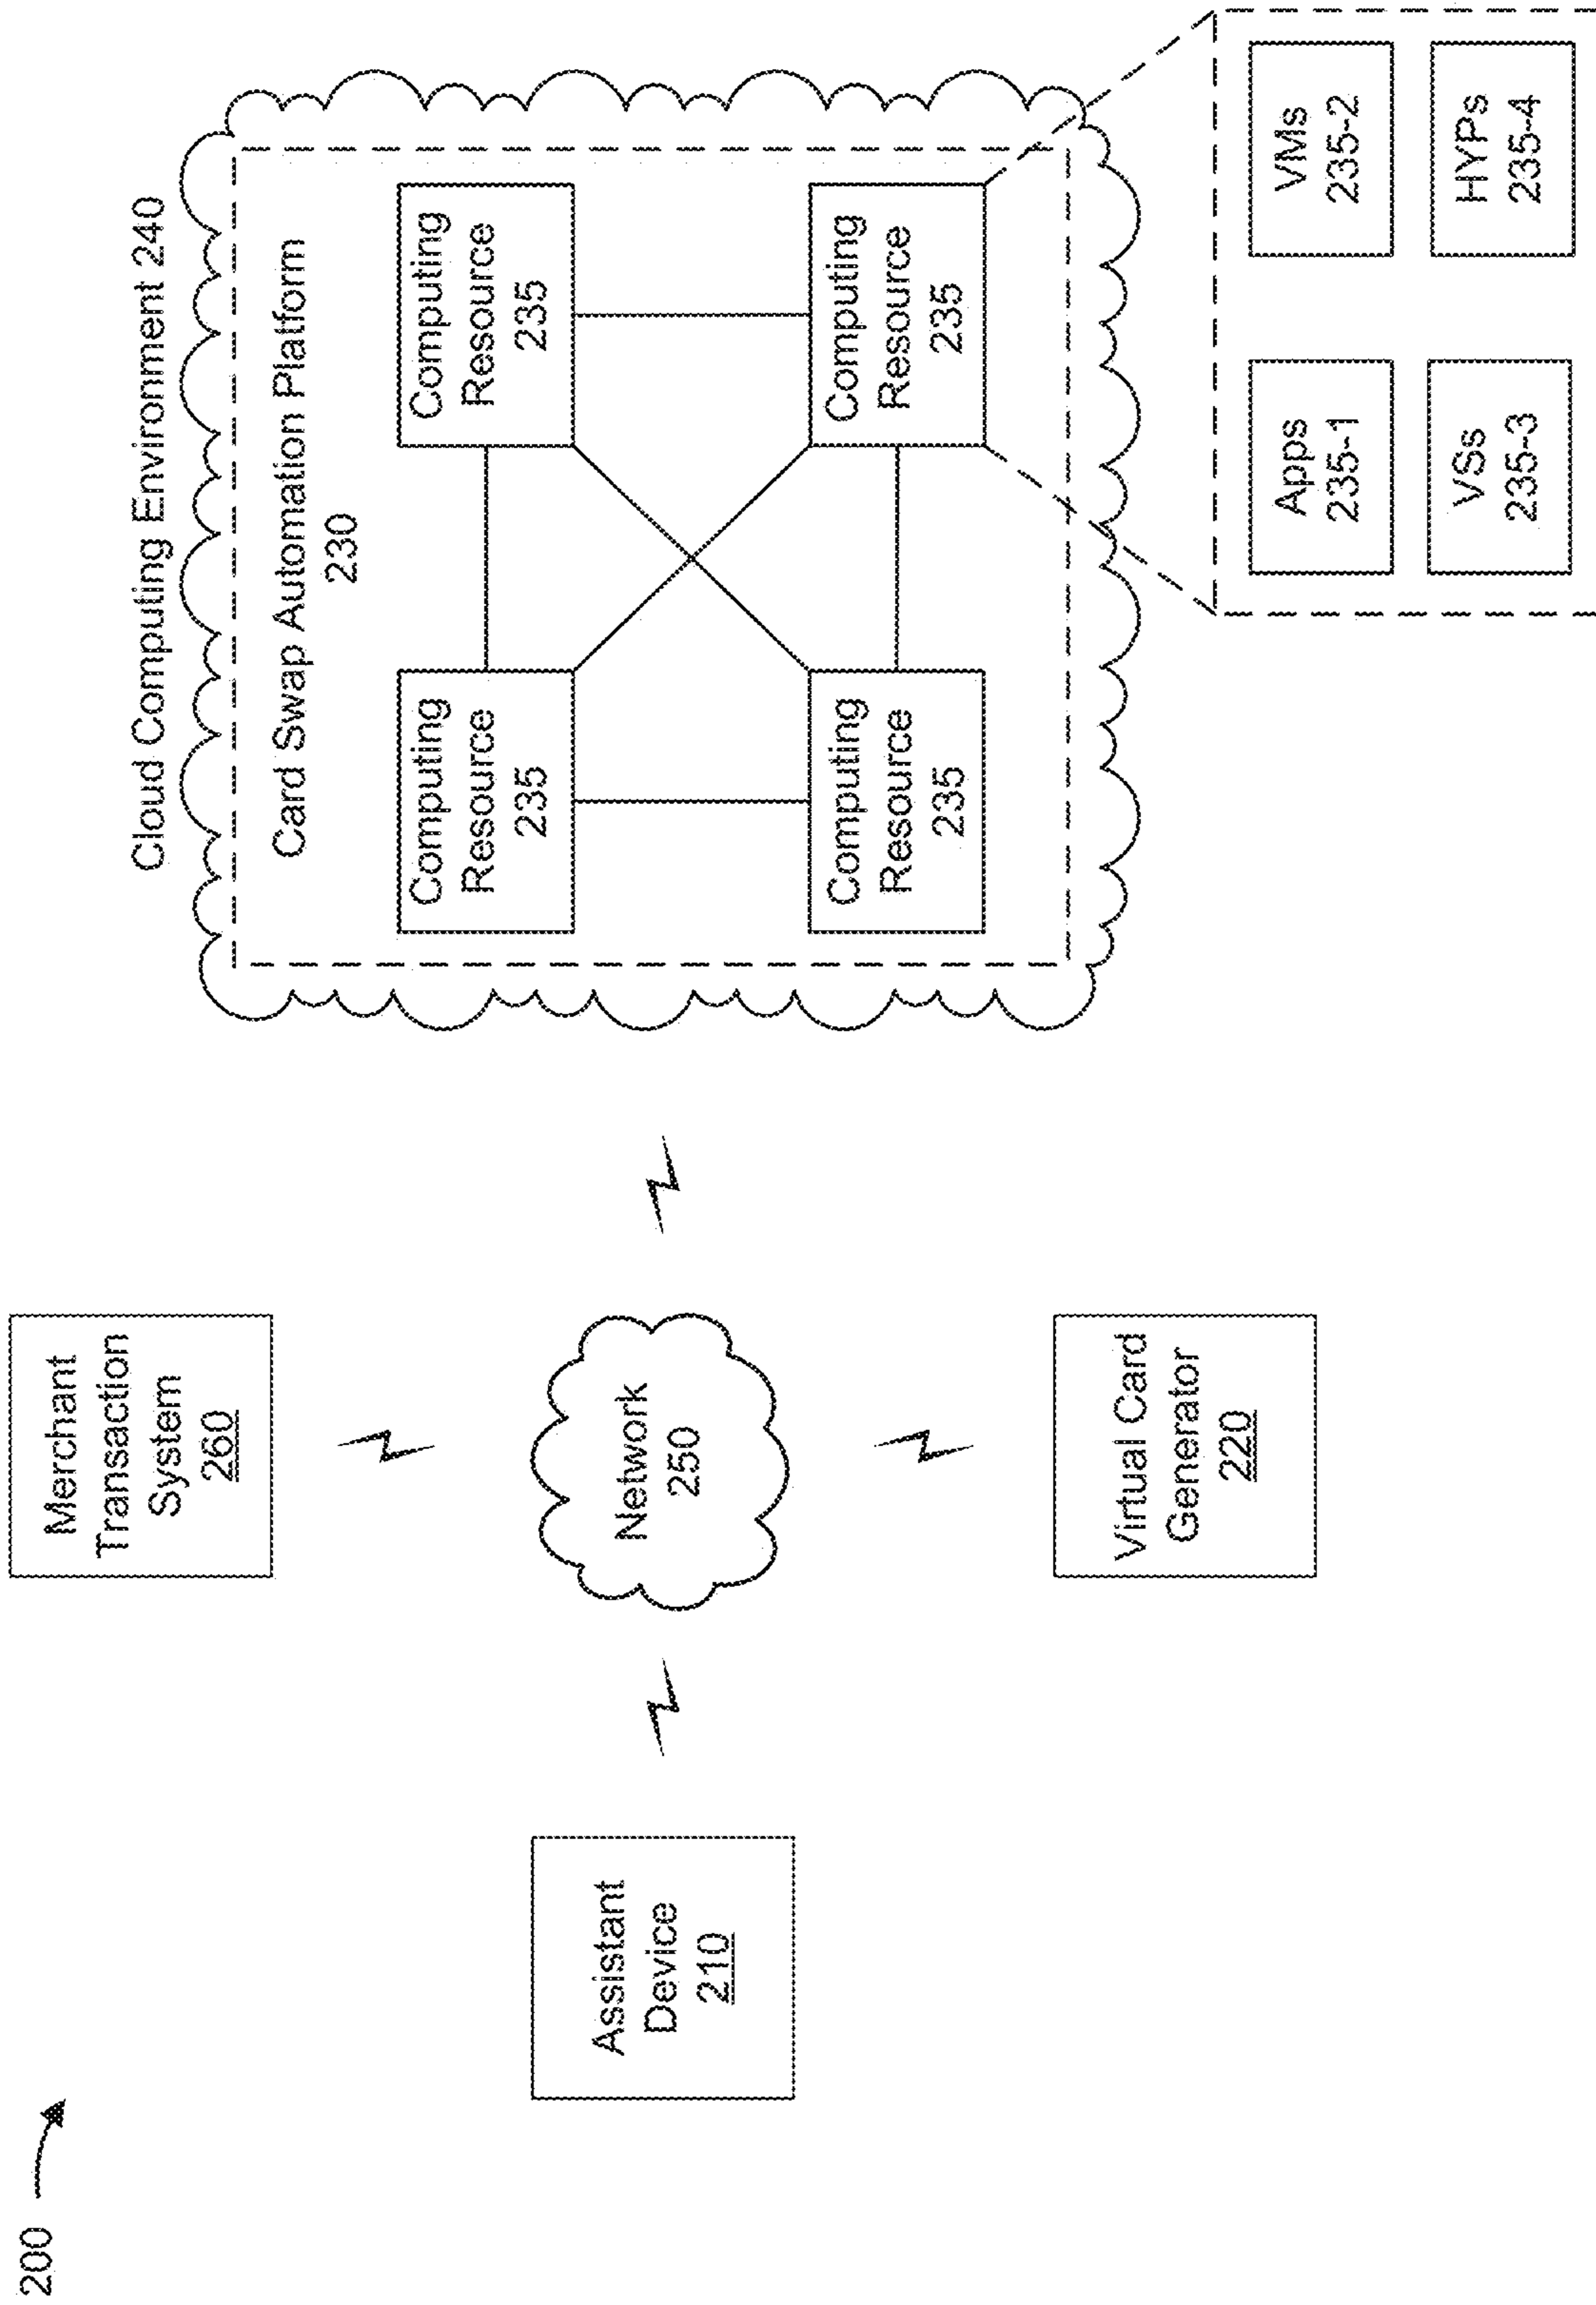 200
Merchant
Transaction
System
260
Assistant
Device
210
Network
250
Virtual Card
Generator
220
Cloud Computing Environment 240
Card Swap Automation Platform
230
Computing
Resource
235
Computing
Resource
235
Computing
Resource
235
Computing
Resource
235
Apps
235-1
VMs
235-2
VSs
235-3
HYPs
235-4